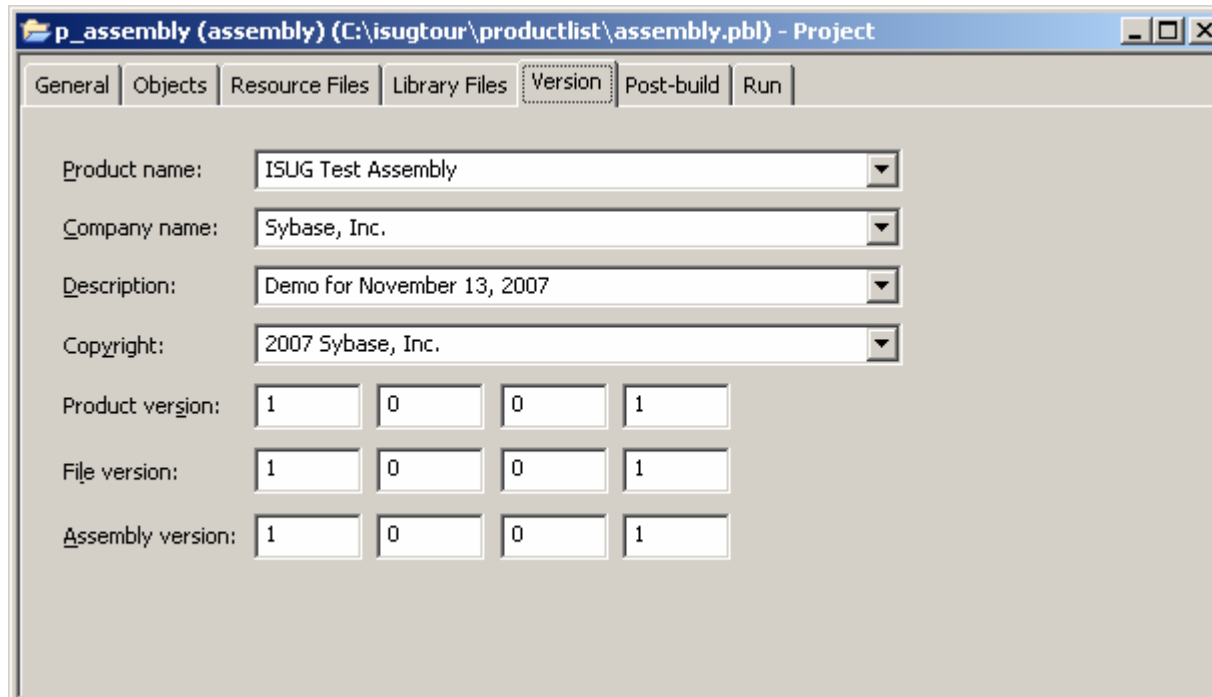 p_assembly (assembly) (C:\isugtour\productlist\assembly.pbl) - Project
General Objects Resource Files Library Files Version Post-build Run
Product name: ISUG Test Assembly
Company name: Sybase, Inc.
Description: Demo for November 13, 2007
Copyright: 2007 Sybase, Inc.
Product version: 1 0 0 1
File version: 1 0 0 1
Assembly version: 1 0 0 1